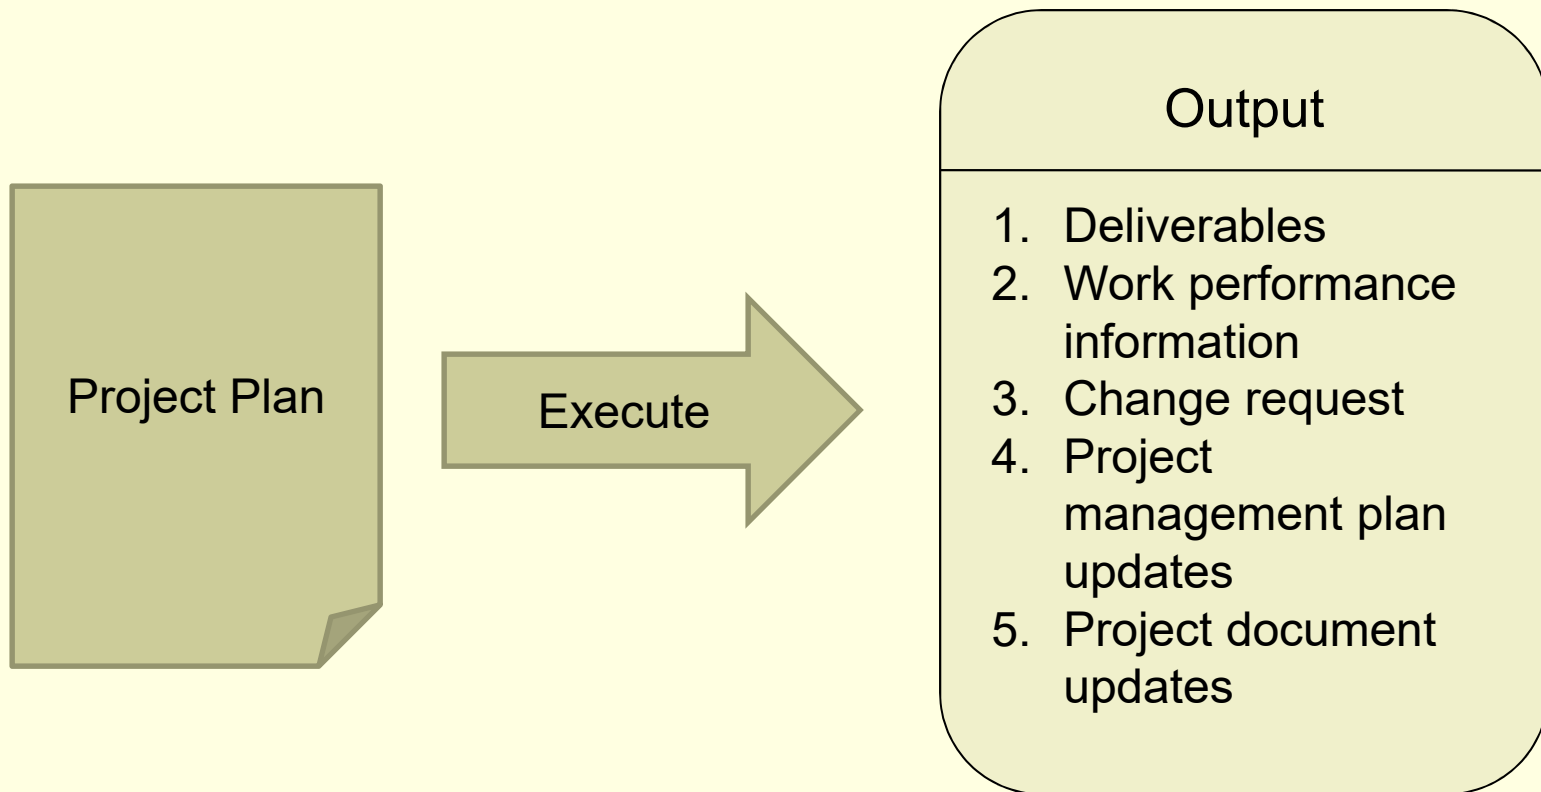 Project Plan
Execute
Output
1. Deliverables
2. Work performance
information
3. Change request
4. Project
management plan
updates
5. Project document
updates